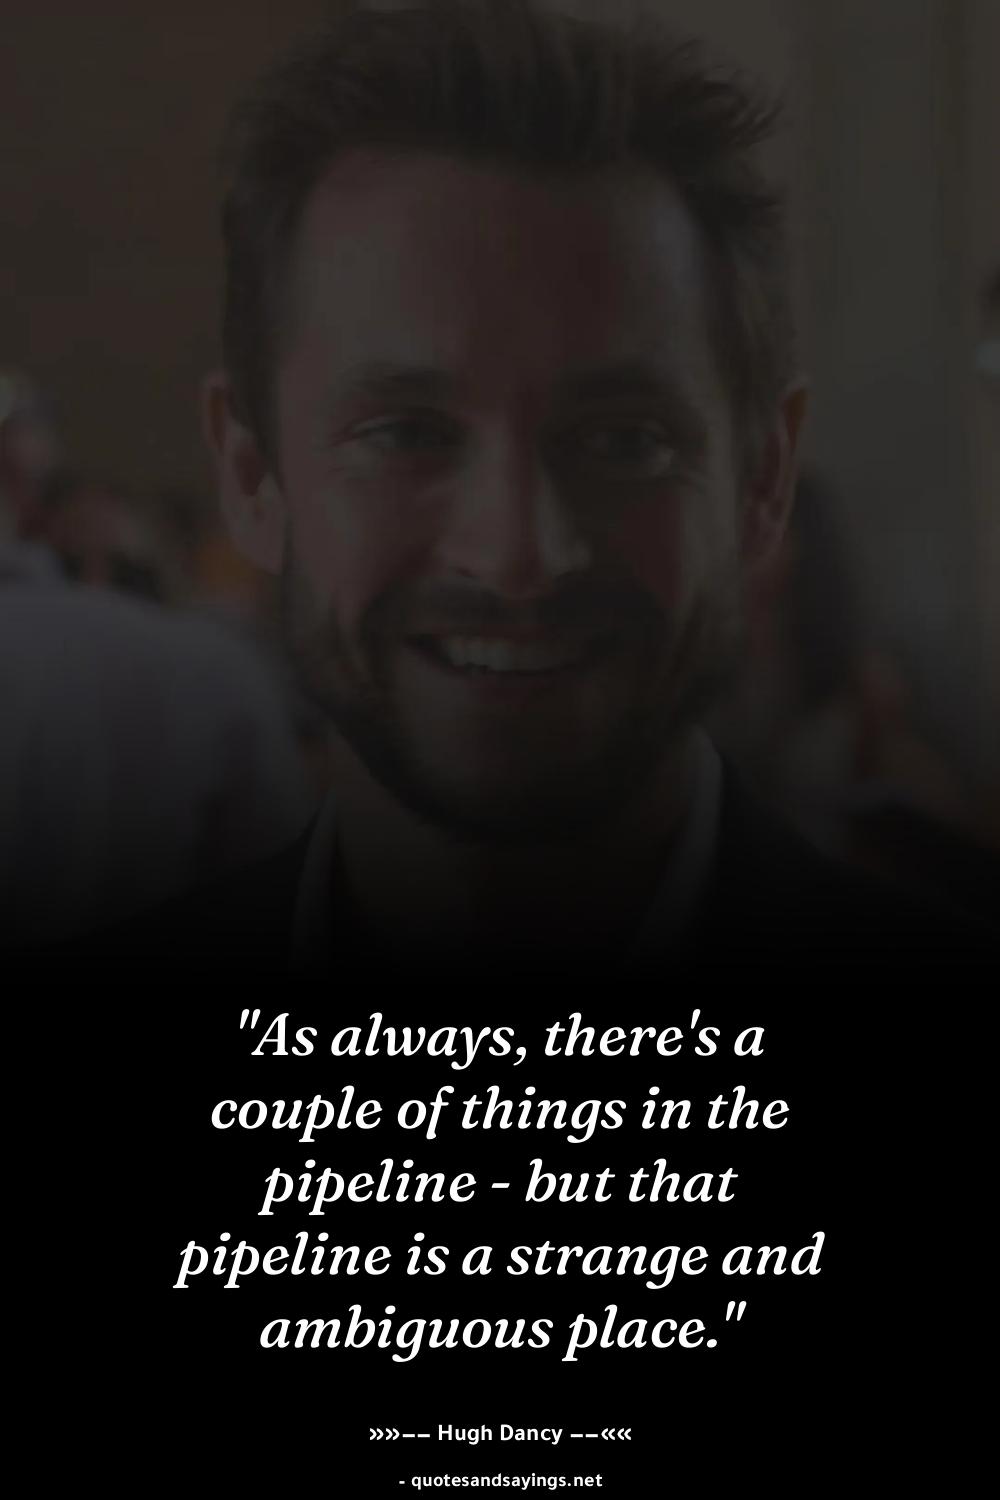 "As always, there's a
couple of things in the
pipeline - but that
pipeline is a strange and
ambiguous place."
»»−− Hugh Dancy −−««
- quotesandsayings.net